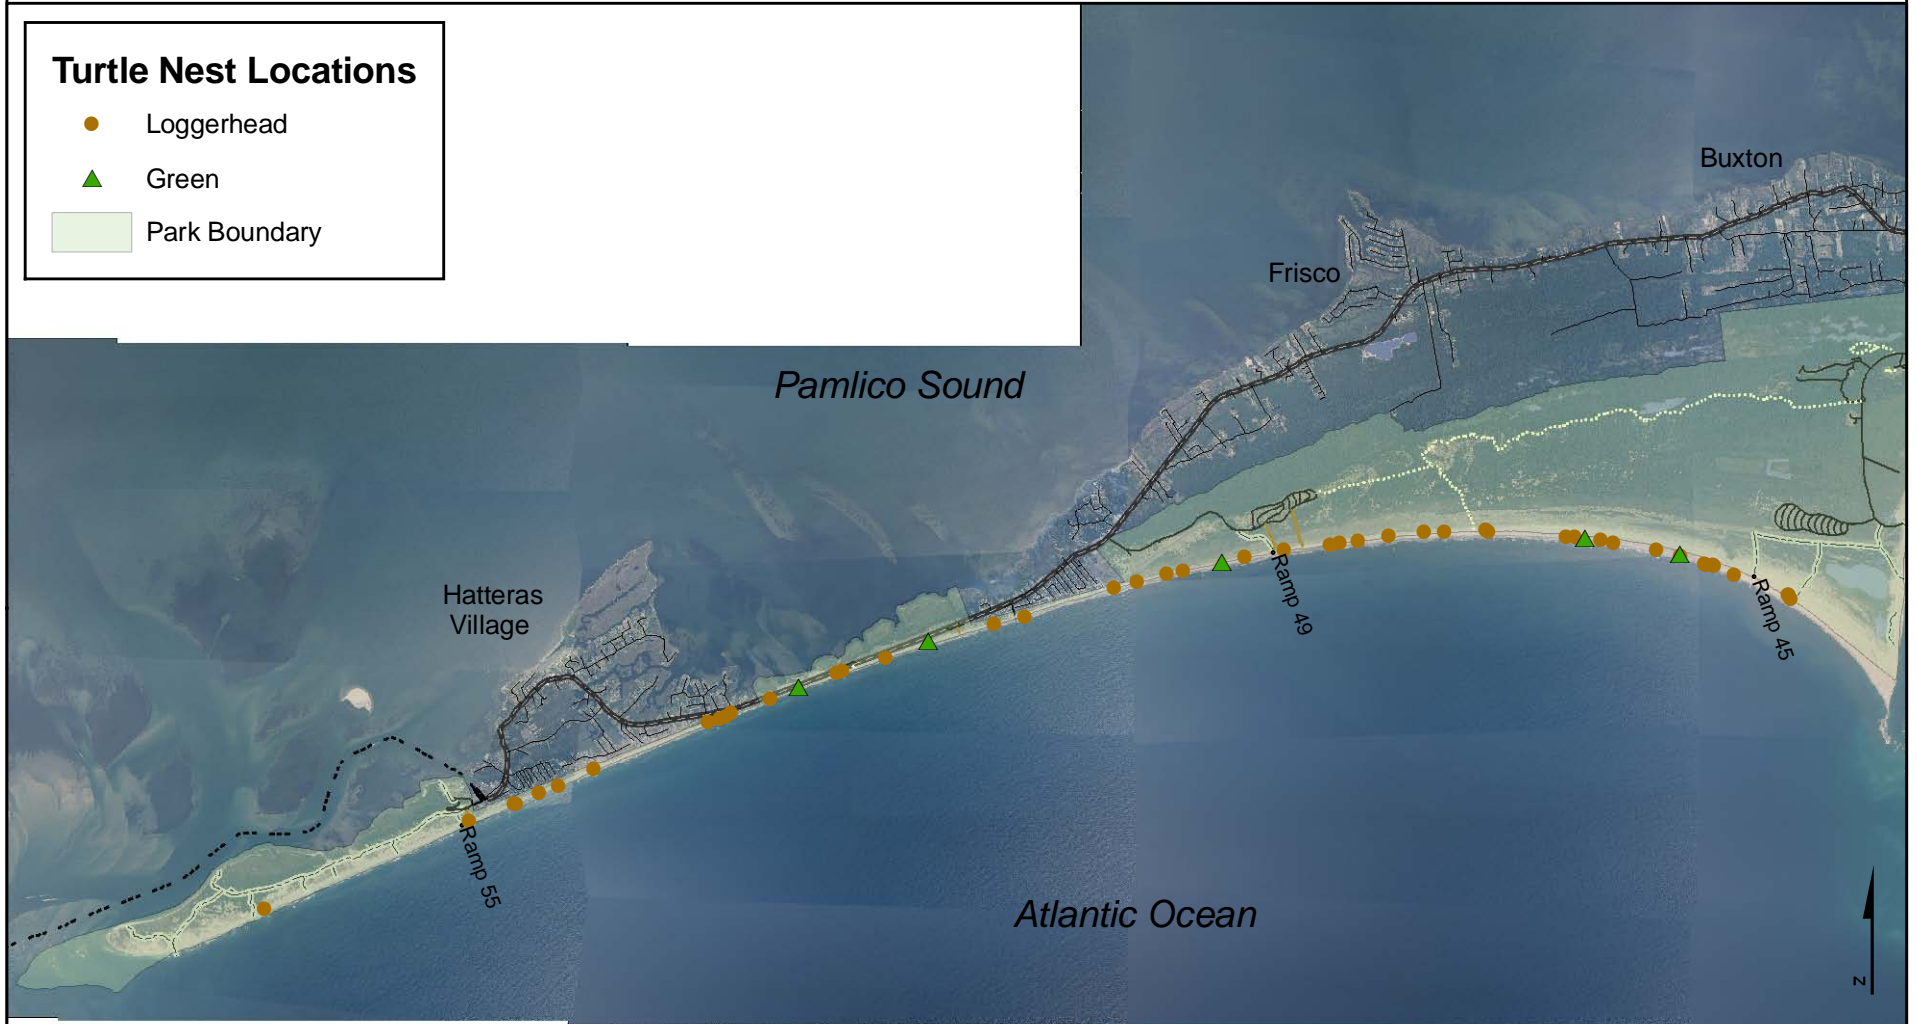 Turtle Nest Locations
Loggerhead
Green
Park Boundary
Buxton
Frisco
Pamlico Sound
Hatteras
Village
Ramp 49
Ramp 45
Ramp 55
Atlantic Ocean
N